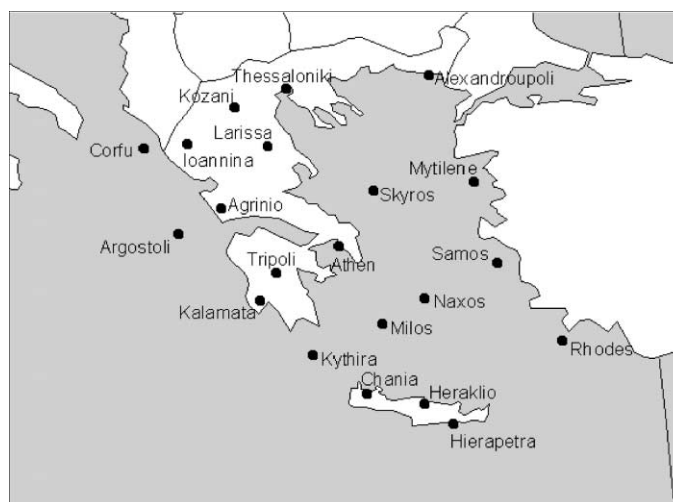 Thessaloniki
Alexandroupoli
Kozani
Larissa
Corfu
Ioannina
Mytilene
Skyros
Agrinio
Argostoli
Athen
Samos
Tripoli
Naxos
Kalamata
Milos
Rhodes
Kythira
Chania
Heraklio
Hierapetra